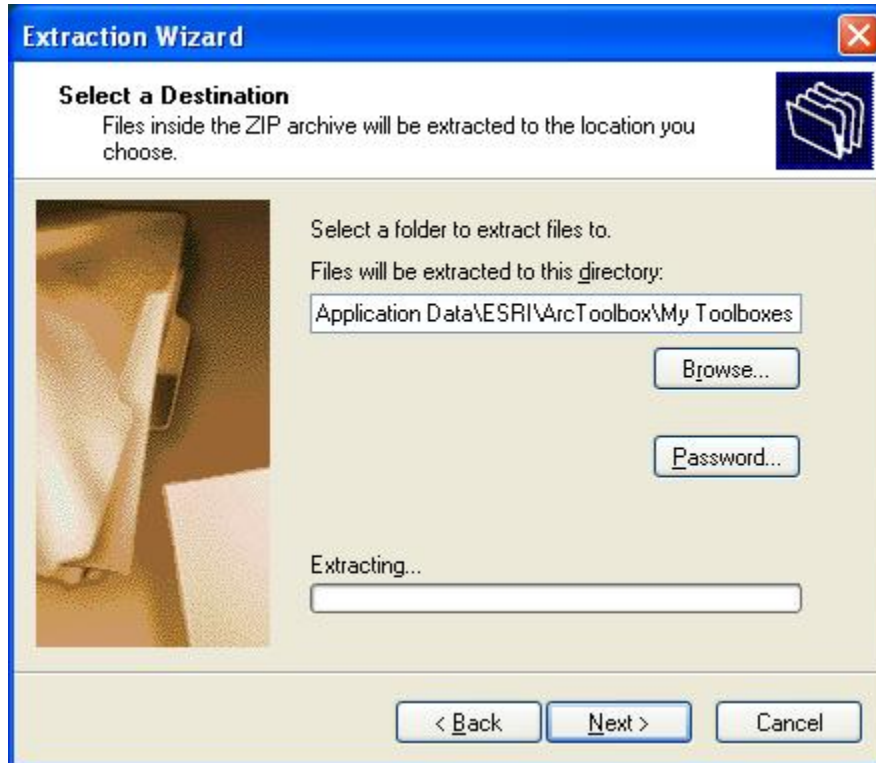 Extraction Wizard
Select a Destination
Files inside the ZIP archive will be extracted to the location you
choose.
Select a folder to extract files to.
Files will be extracted to this directory:
Application Data\ESRI\ArcToolbox\My Toolboxes
Browse...
Password...
Extracting...
< Back
Next >
Cancel